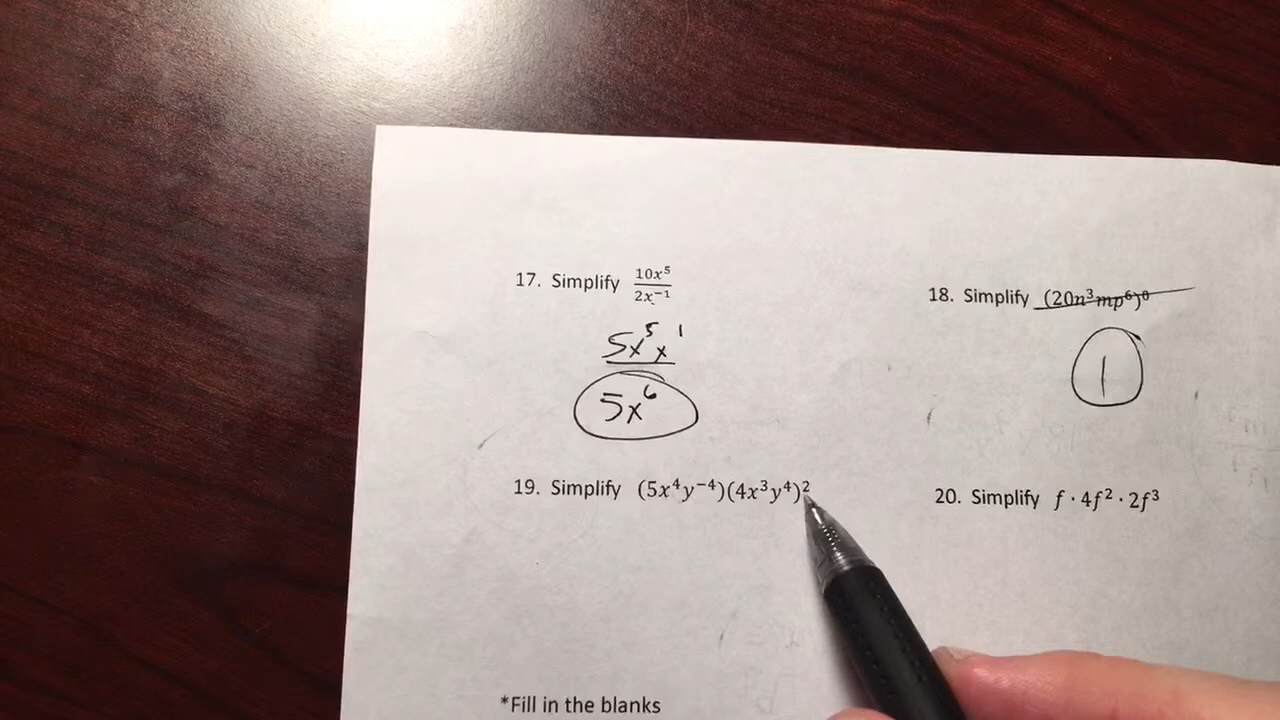 17. Simplify 10x⁵/2x⁻¹
5x⁵x¹
5x⁶
18. Simplify (20n³mp⁶)⁰
1
19. Simplify (5x⁴y⁻⁴)(4x³y⁴)²
20. Simplify f · 4f² · 2f³
*Fill in the blanks